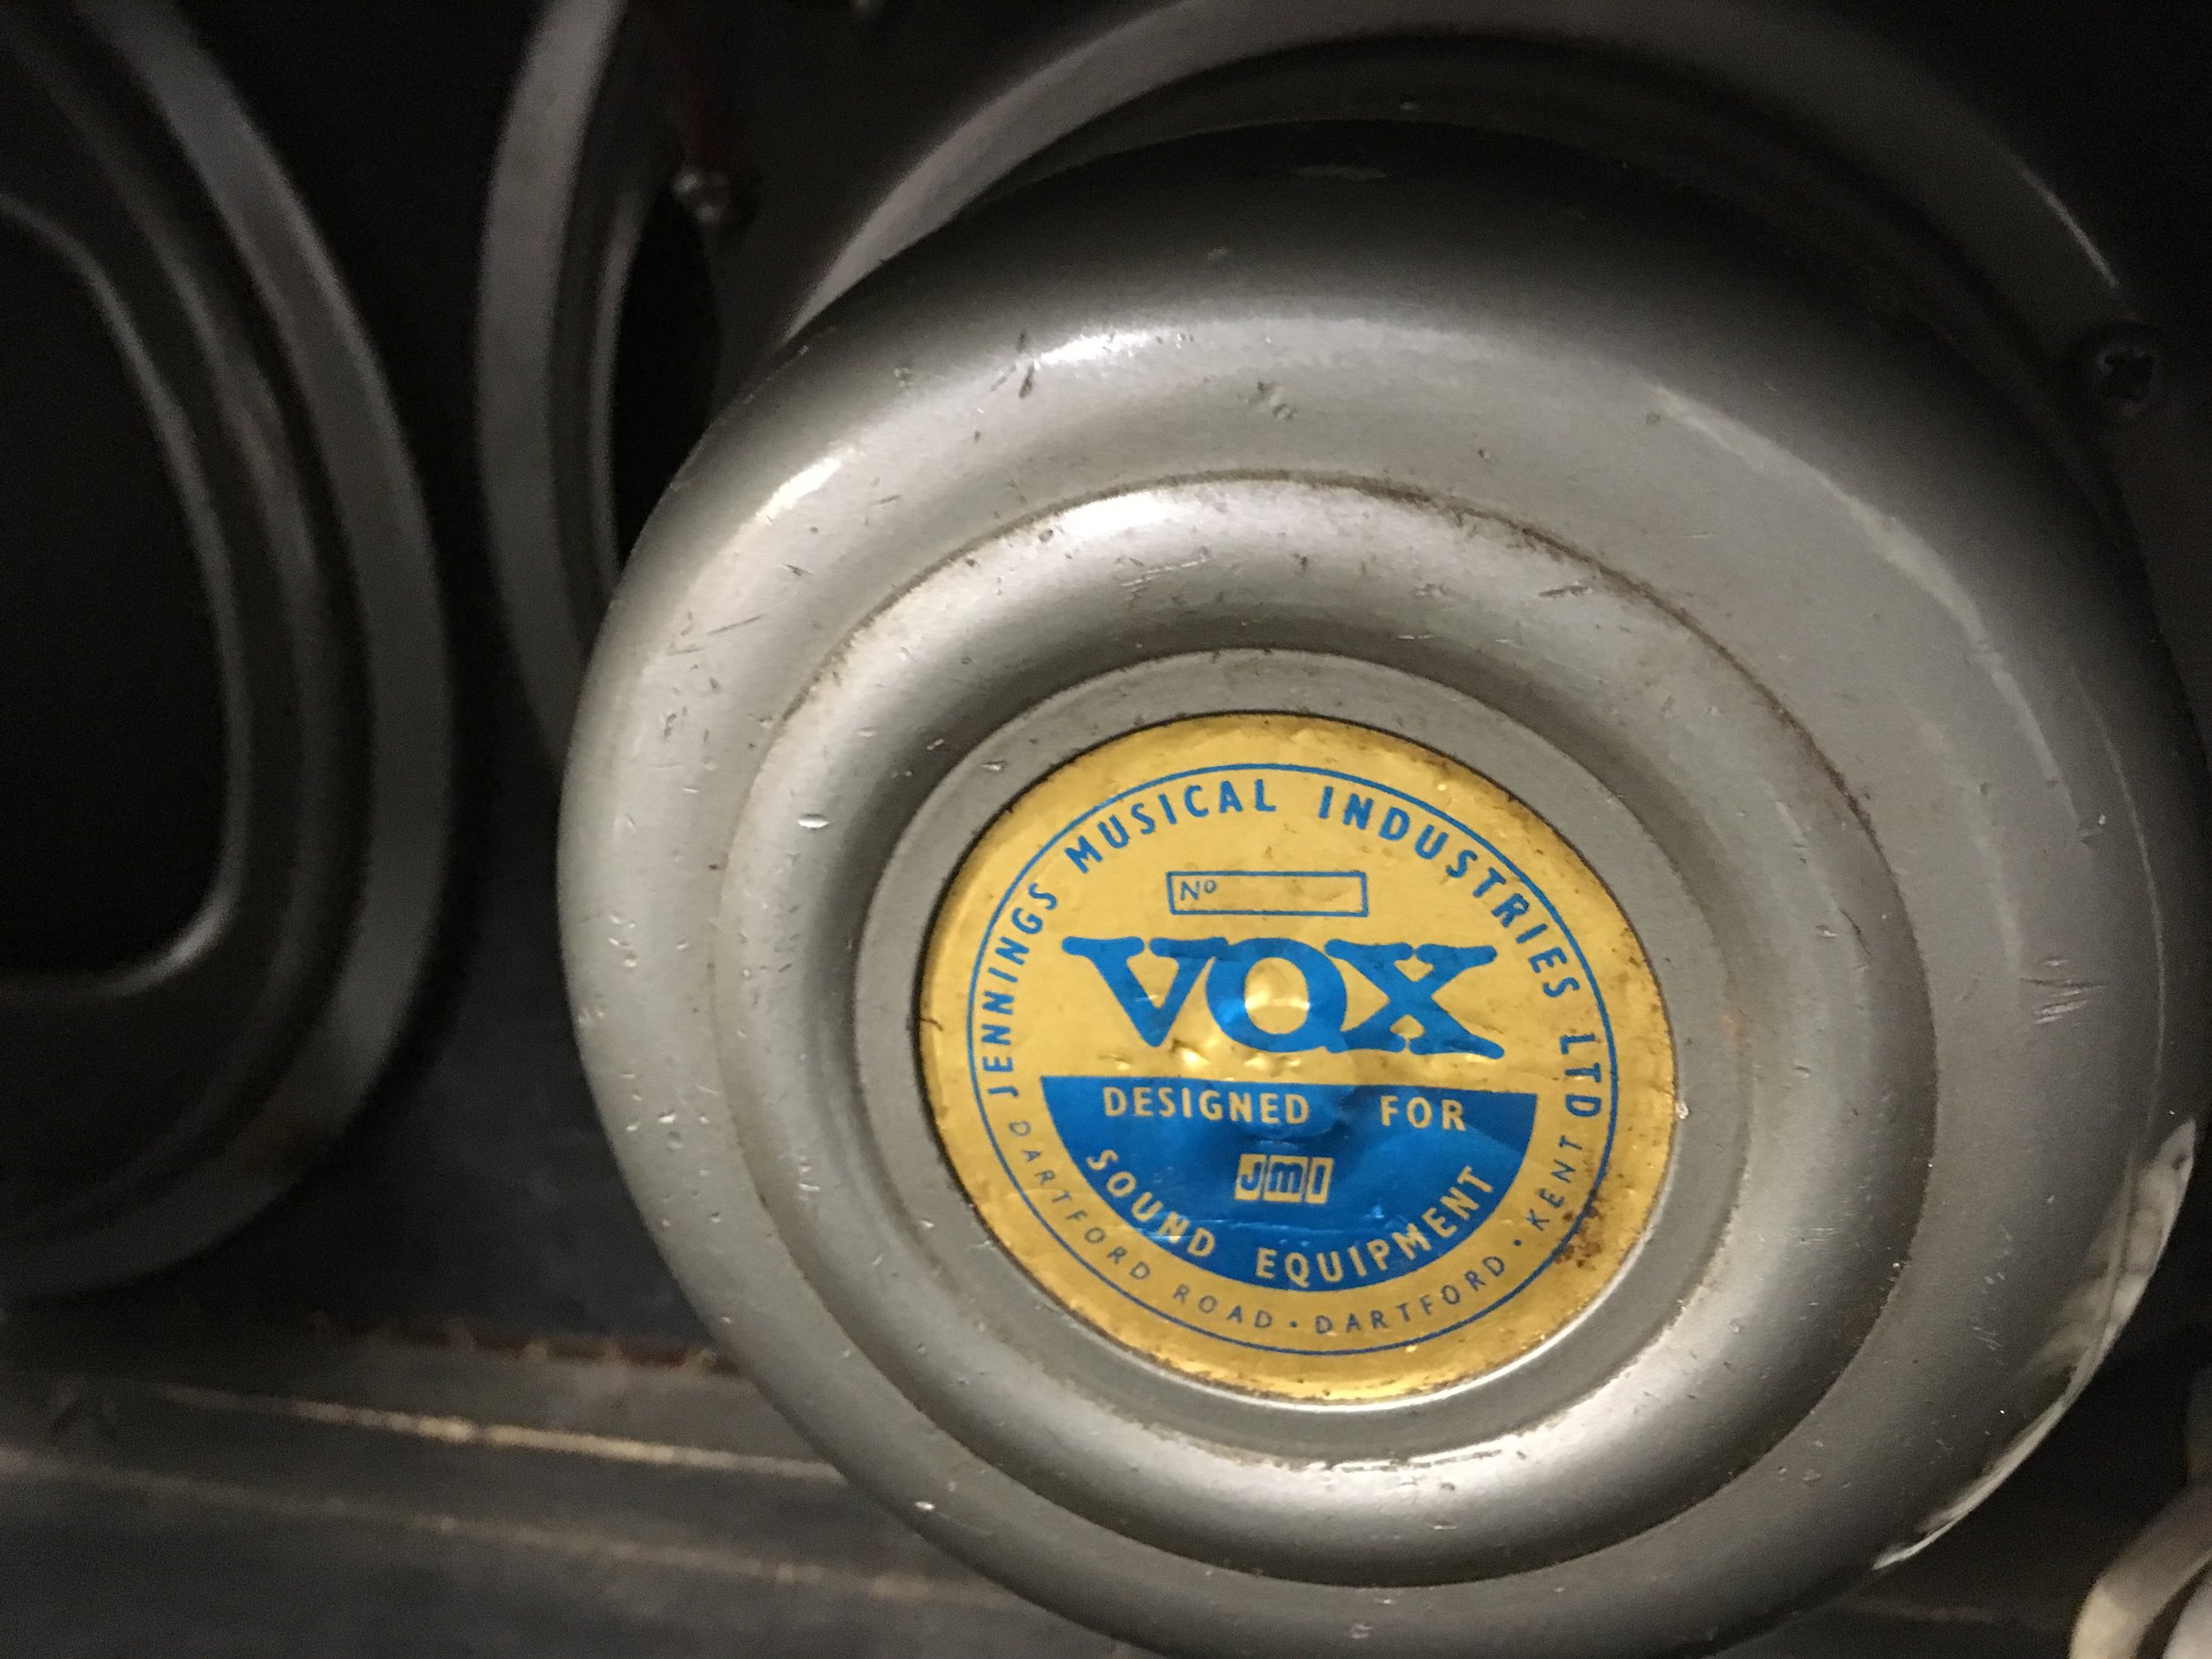 JENNINGS MUSICAL INDUSTRIES LTD
Nº
VOX
DESIGNED FOR
JMI
SOUND EQUIPMENT
DARTFORD ROAD · DARTFORD · KENT